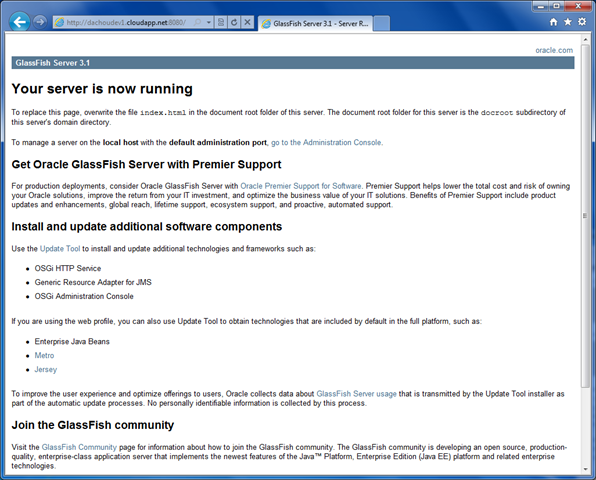 http://dachoudev1.cloudapp.net:8080/
GlassFish Server 3.1 - Server R...
oracle.com
GlassFish Server 3.1
Your server is now running
To replace this page, overwrite the file index.html in the document root folder of this server. The document root folder for this server is the docroot subdirectory
of this server's domain directory.
To manage a server on the local host with the default administration port, go to the Administration Console.
Get Oracle GlassFish Server with Premier Support
For production deployments, consider Oracle GlassFish Server with Oracle Premier Support for Software. Premier Support helps lower the total cost and risk of owning
your Oracle solutions, improve the return from your IT investment, and optimize the business value of your IT solutions. Benefits of Premier Support include product
updates and enhancements, global reach, lifetime support, ecosystem support, and proactive, automated support.
Install and update additional software components
Use the Update Tool to install and update additional technologies and frameworks such as:
• OSGi HTTP Service
• Generic Resource Adapter for JMS
• OSGi Administration Console
If you are using the web profile, you can also use Update Tool to obtain technologies that are included by default in the full platform, such as:
• Enterprise Java Beans
• Metro
• Jersey
To improve the user experience and optimize offerings to users, Oracle collects data about GlassFish Server usage that is transmitted by the Update Tool installer as
part of the automatic update processes. No personally identifiable information is collected by this process.
Join the GlassFish community
Visit the GlassFish Community page for information about how to join the GlassFish community. The GlassFish community is developing an open source, production-
quality, enterprise-class application server that implements the newest features of the Java™ Platform, Enterprise Edition (Java EE) platform and related enterprise
technologies.